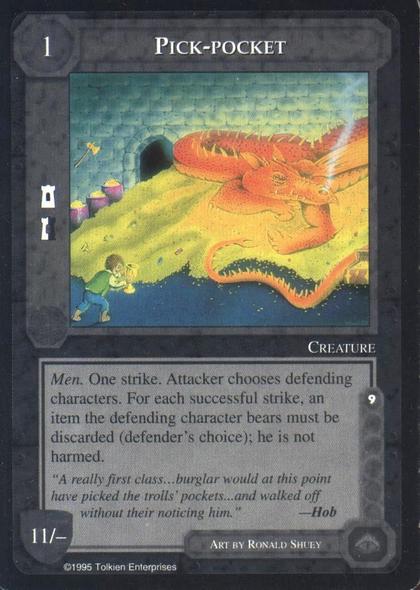 1
PICK-POCKET
CREATURE
Men. One strike. Attacker chooses defending
characters. For each successful strike, an
item the defending character bears must be
discarded (defender's choice); he is not
harmed.
9
"A really first class...burglar would at this point
have picked the trolls' pockets...and walked off
without their noticing him." —Hob
11/–
ART BY RONALD SHUEY
©1995 Tolkien Enterprises